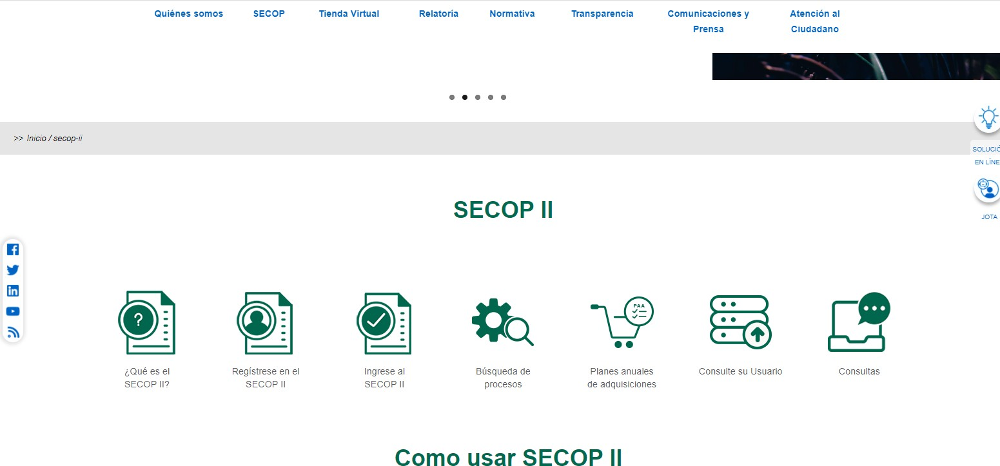 Quiénes somos SECOP Tienda Virtual Relatoría Normativa Transparencia Comunicaciones y Atención al
Prensa Ciudadano
>> Inicio / secop-ii
SOLUCIÓ
EN LÍNE
JOTA
SECOP II
PAA
¿Qué es el Regístrese en el Ingrese al Búsqueda de Planes anuales Consulte su Usuario Consultas
SECOP II? SECOP II SECOP II procesos de adquisiciones
Como usar SECOP II